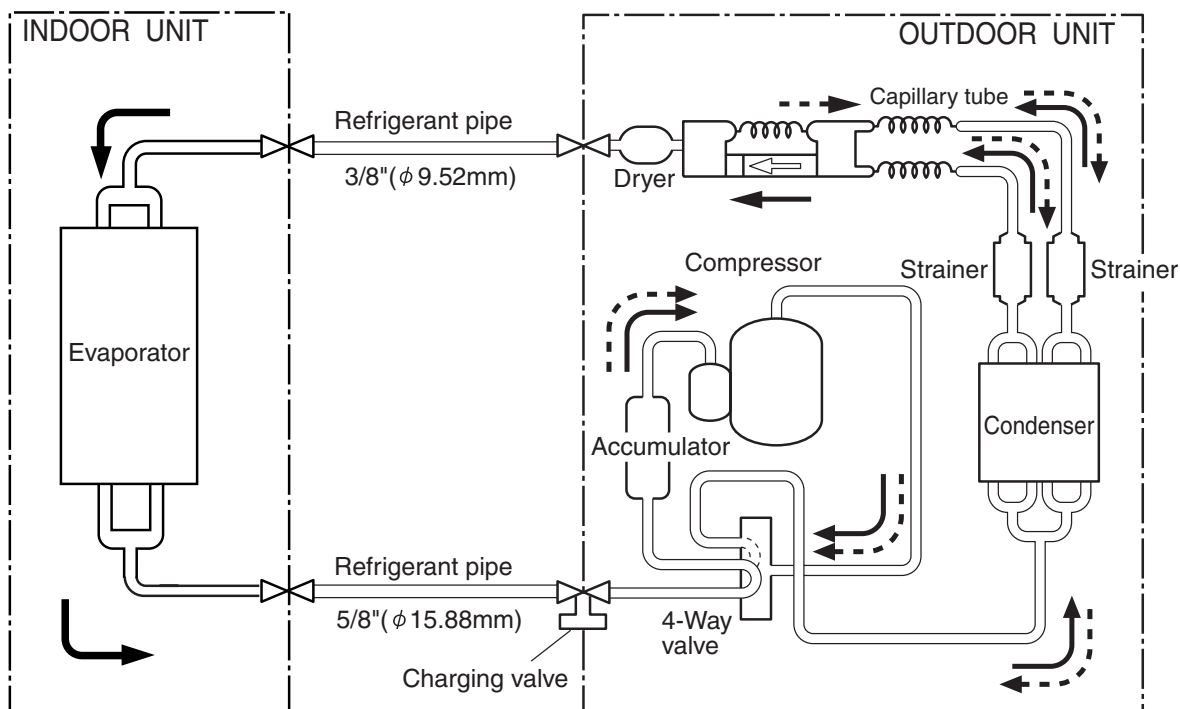 INDOOR UNIT
OUTDOOR UNIT
Refrigerant pipe
3/8"(φ9.52mm)
Dryer
Capillary tube
Compressor
Strainer
Strainer
Evaporator
Accumulator
Condenser
Refrigerant pipe
5/8"(φ15.88mm)
4-Way
valve
Charging valve